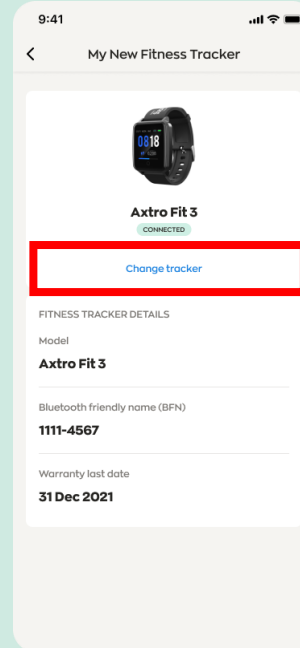 9:41
My New Fitness Tracker
08 18
Axtro Fit 3
CONNECTED
Change tracker
FITNESS TRACKER DETAILS
Model
Axtro Fit 3
Bluetooth friendly name (BFN)
1111-4567
Warranty last date
31 Dec 2021